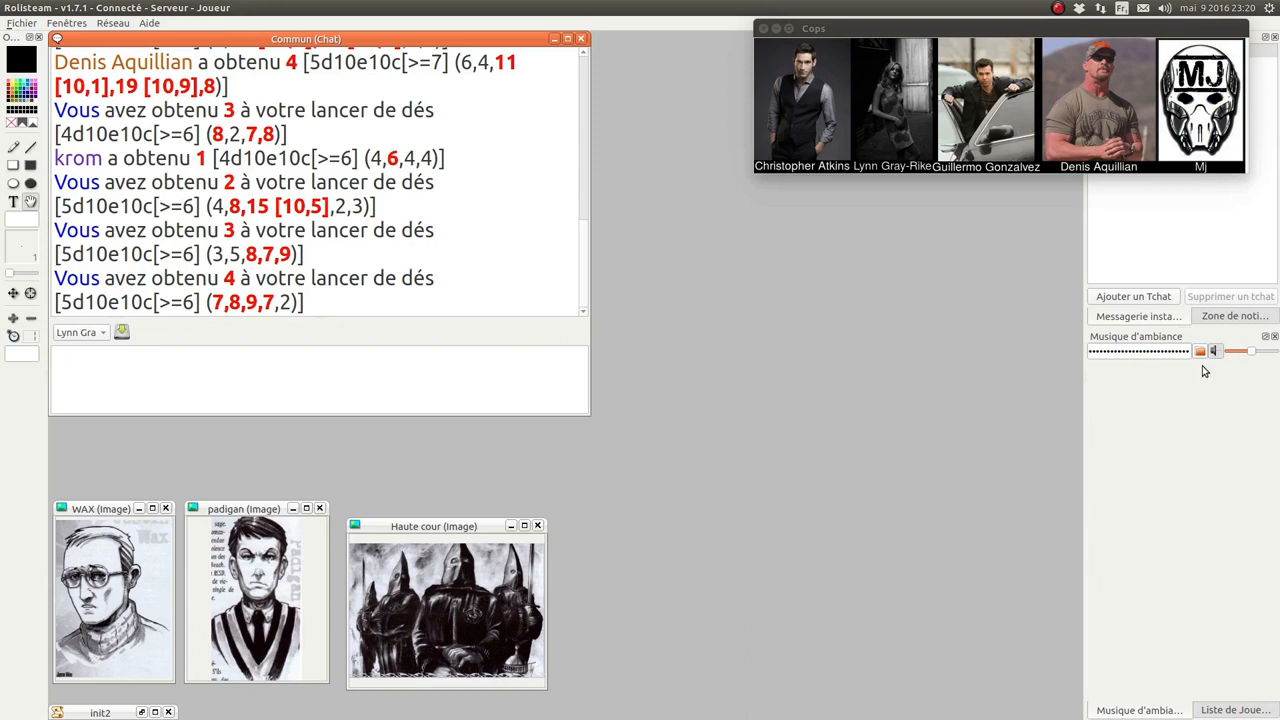 Rolisteam - v1.7.1 - Connecté - Serveur - Joueur
Fr,
mai 9 2016 23:20
Fichier Fenêtres Réseau Aide
O...
Commun (Chat)
Denis Aquillian a obtenu 4 [5d10e10c[>=7] (6,4,11
[10,1],19 [10,9],8)]
Vous avez obtenu 3 à votre lancer de dés
[4d10e10c[>=6] (8,2,7,8)]
krom a obtenu 1 [4d10e10c[>=6] (4,6,4,4)]
Vous avez obtenu 2 à votre lancer de dés
[5d10e10c[>=6] (4,8,15 [10,5],2,3)]
Vous avez obtenu 3 à votre lancer de dés
[5d10e10c[>=6] (3,5,8,7,9)]
Vous avez obtenu 4 à votre lancer de dés
[5d10e10c[>=6] (7,8,9,7,2)]
Lynn Gra
1
T
1
Cops
MJ
Christopher Atkins
Lynn Gray-Rike
Guillermo Gonzalvez
Denis Aquillian
Mj
Ajouter un Tchat
Supprimer un tchat
Messagerie insta...
Zone de noti...
Musique d'ambiance
WAX (Image)
Wax
padigan (Image)
sage.
Haute cour (Image)
init2
Musique d'ambia...
Liste de Joue...